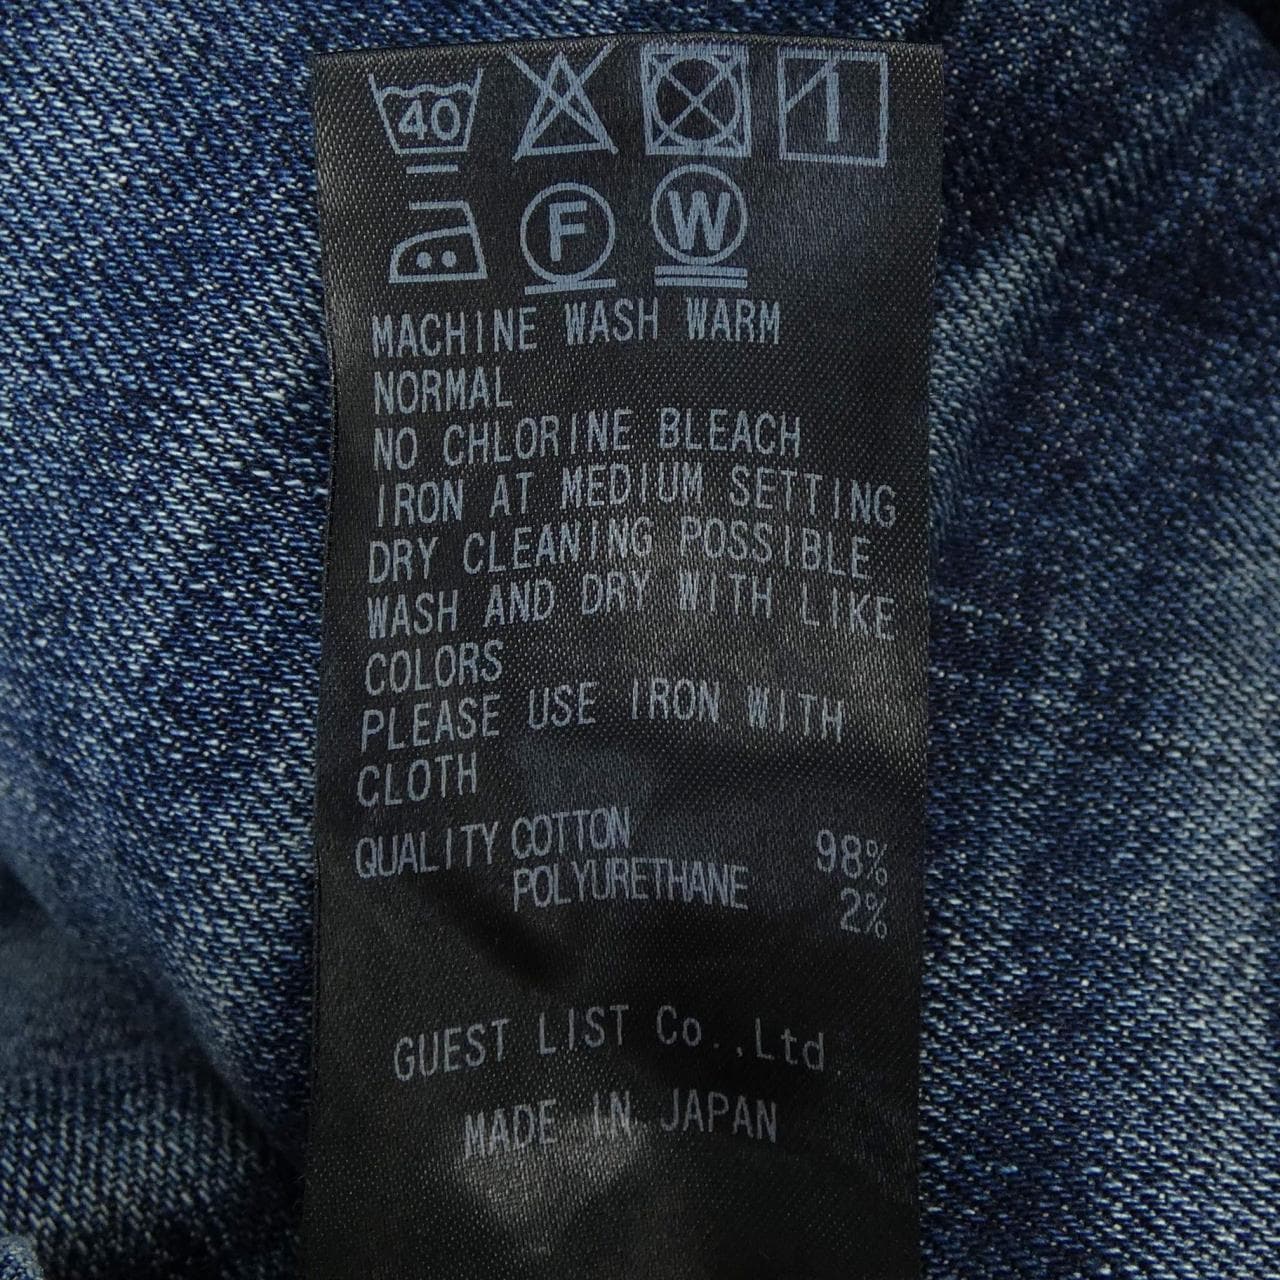 40
F W
MACHINE WASH WARM
NORMAL
NO CHLORINE BLEACH
IRON AT MEDIUM SETTING
DRY CLEANING POSSIBLE
WASH AND DRY WITH LIKE
COLORS
PLEASE USE IRON WITH
CLOTH
QUALITY COTTON 98%
POLYURETHANE 2%
GUEST LIST Co.,Ltd.
MADE IN JAPAN